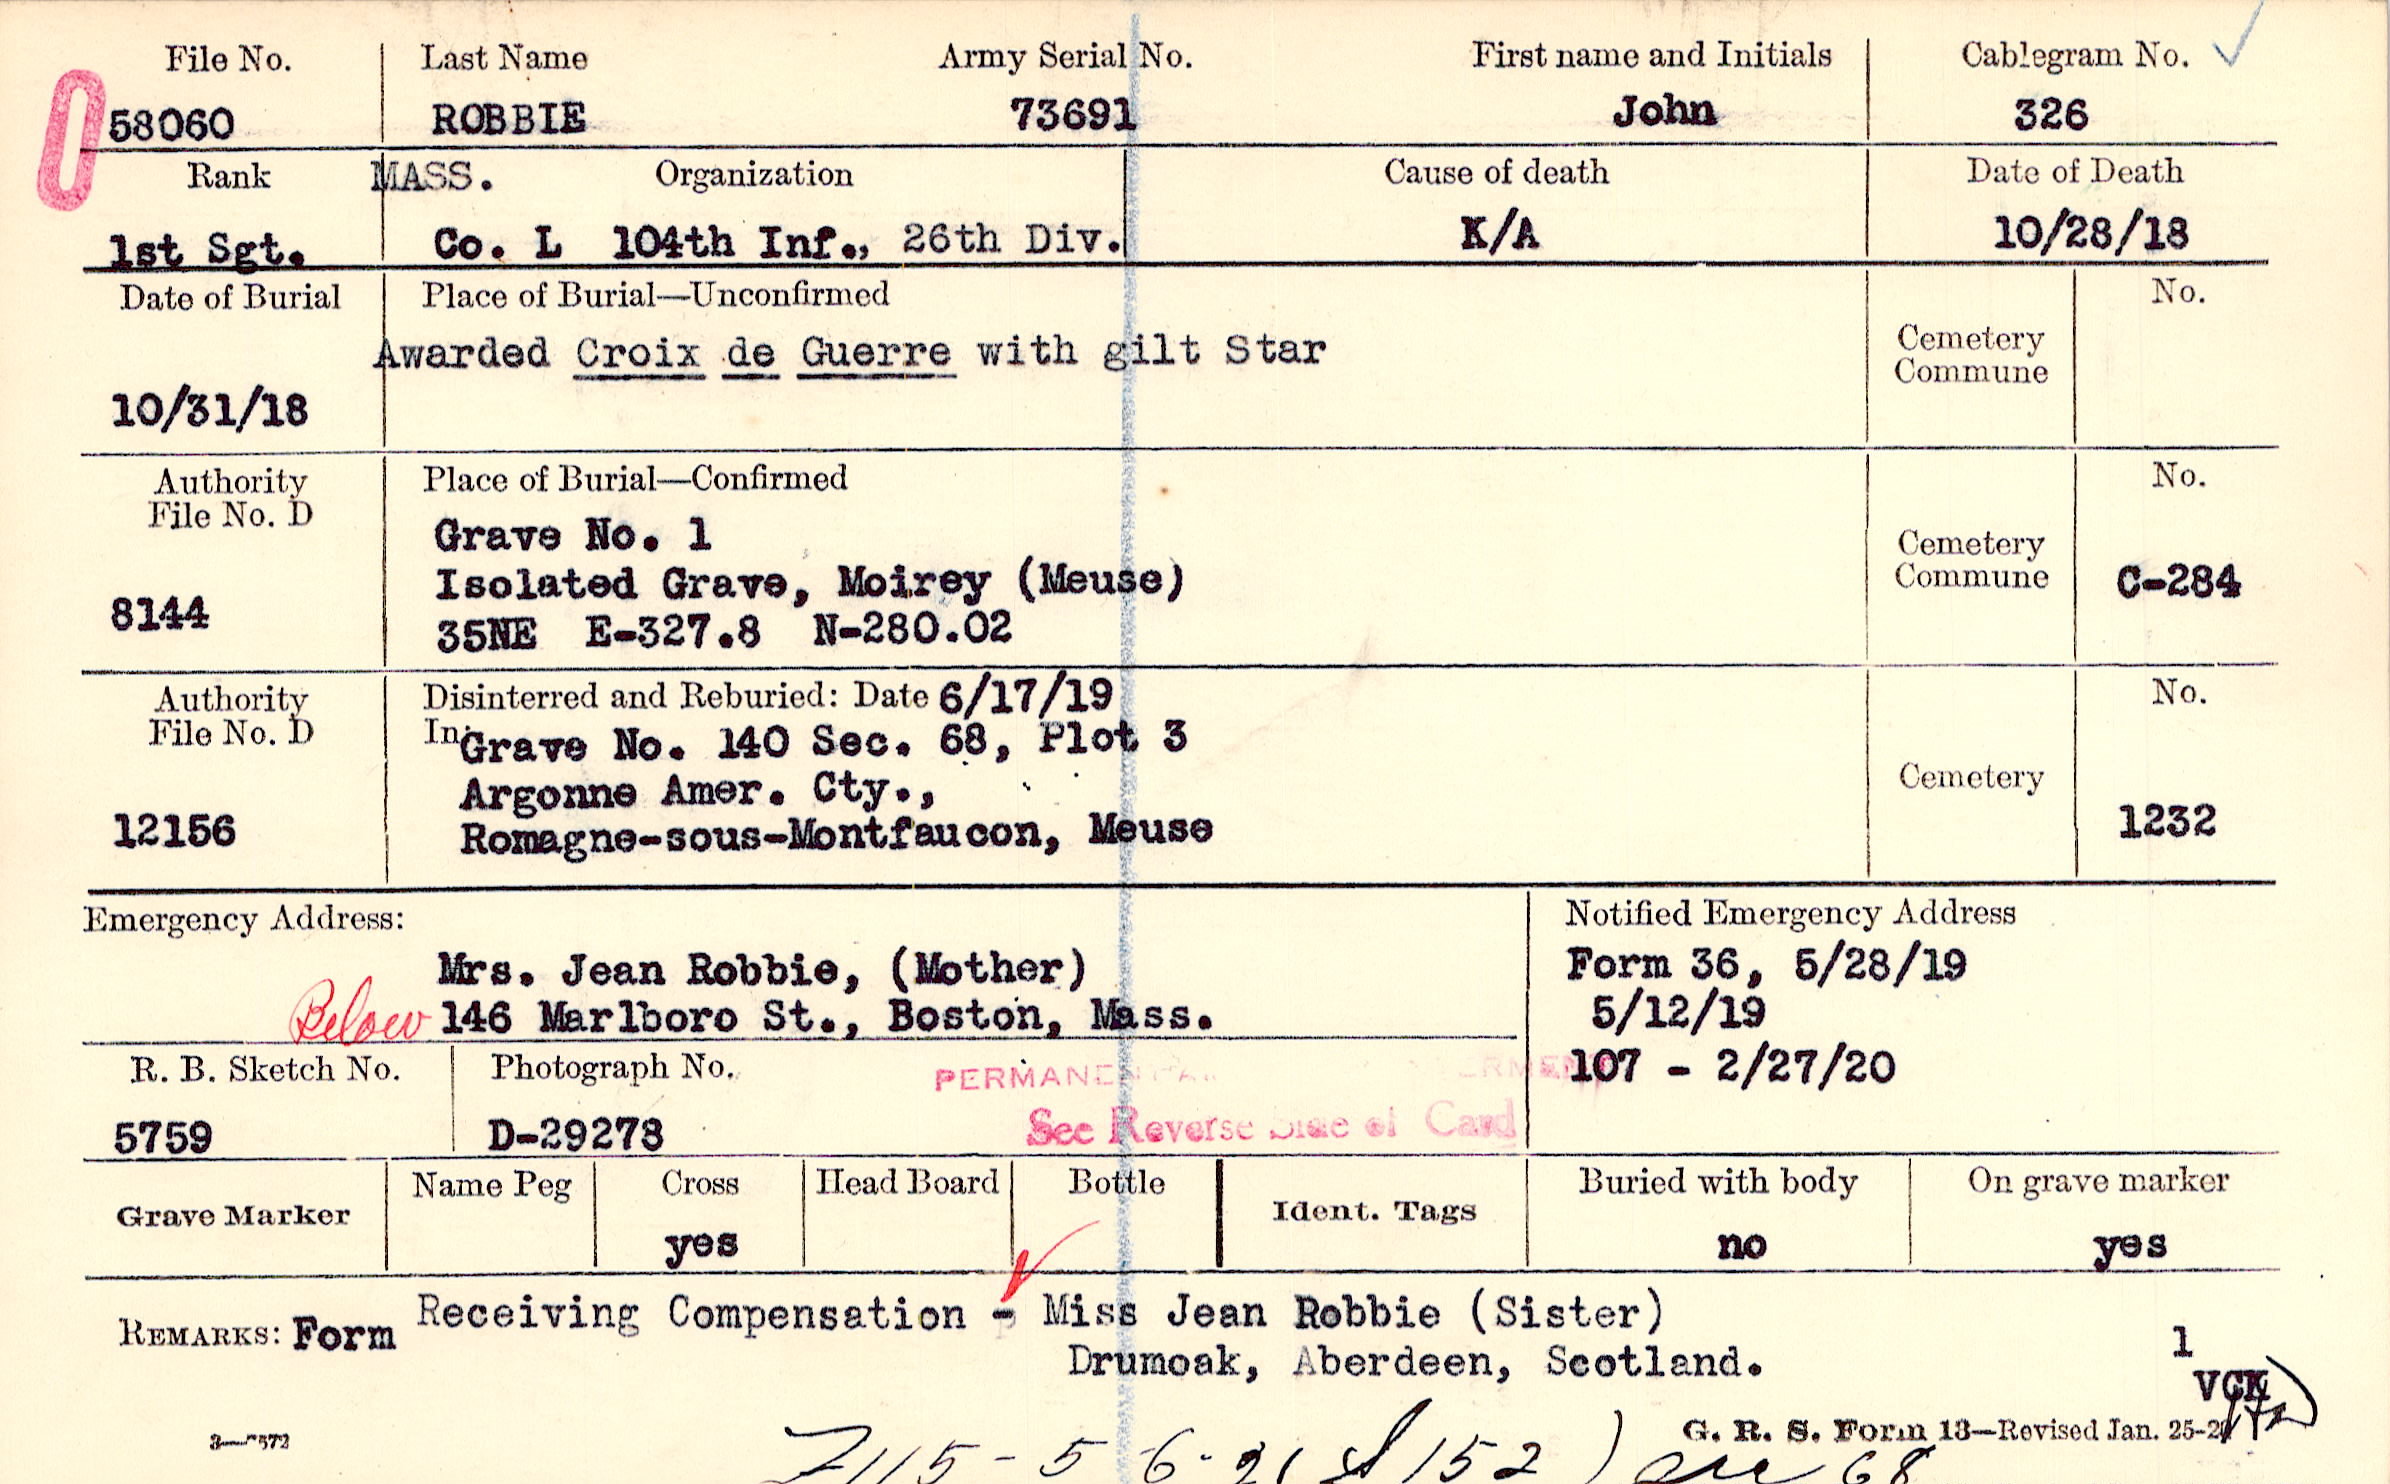 File No. Last Name Army Serial No. First name and Initials Cablegram No.
58060 ROBBIE 73691 John 326
Rank MASS. Organization Cause of death Date of Death
1st Sgt. Co. L 104th Inf., 26th Div. K/A 10/28/18
Date of Burial Place of Burial—Unconfirmed No.
Cemetery
Commune
Awarded Croix de Guerre with gilt Star
10/31/18
Authority Place of Burial—Confirmed No.
File No. D
Grave No. 1
Cemetery
Isolated Grave, Moirey (Meuse) Commune C-284
8144
35NE E-327.8 N-280.02
Authority Disinterred and Reburied: Date 6/17/19 No.
File No. D In: Grave No. 140 Sec. 68, Plot 3
Argonne Amer. Cty., Cemetery
12156 Romagne-sous-Montfaucon, Meuse 1232
Emergency Address: Notified Emergency Address
Mrs. Jean Robbie, (Mother) Form 36, 5/28/19
Below 146 Marlboro St., Boston, Mass. 5/12/19
R. B. Sketch No. Photograph No. 107 - 2/27/20
PERMANENT
5759 D-29278 See Reverse Side of Card
Name Peg Cross Head Board Bottle Buried with body On grave marker
Grave Marker Ident. Tags
yes no yes
REMARKS: Form Receiving Compensation - Miss Jean Robbie (Sister)
Drumoak, Aberdeen, Scotland. 1
VCK
3—7572 G. R. S. Form 13—Revised Jan. 25-2